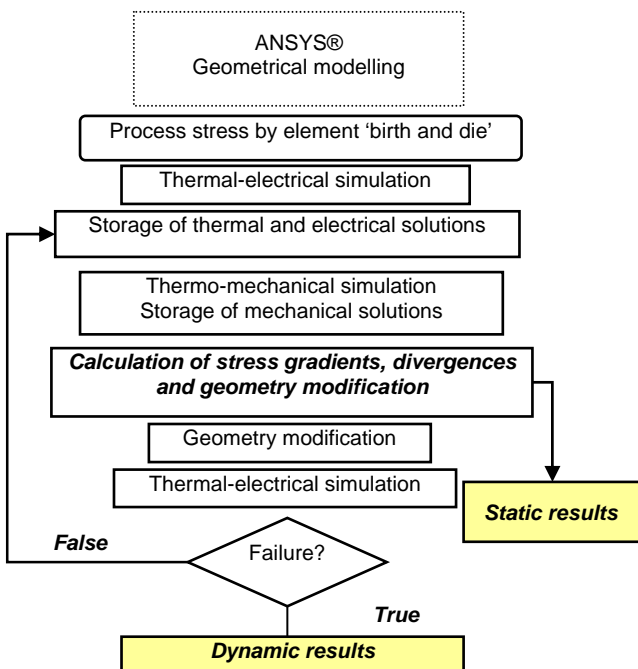 ANSYS®
Geometrical modelling
Process stress by element ‘birth and die’
Thermal-electrical simulation
Storage of thermal and electrical solutions
Thermo-mechanical simulation
Storage of mechanical solutions
Calculation of stress gradients, divergences
and geometry modification
Geometry modification
Thermal-electrical simulation
Static results
False
Failure?
True
Dynamic results